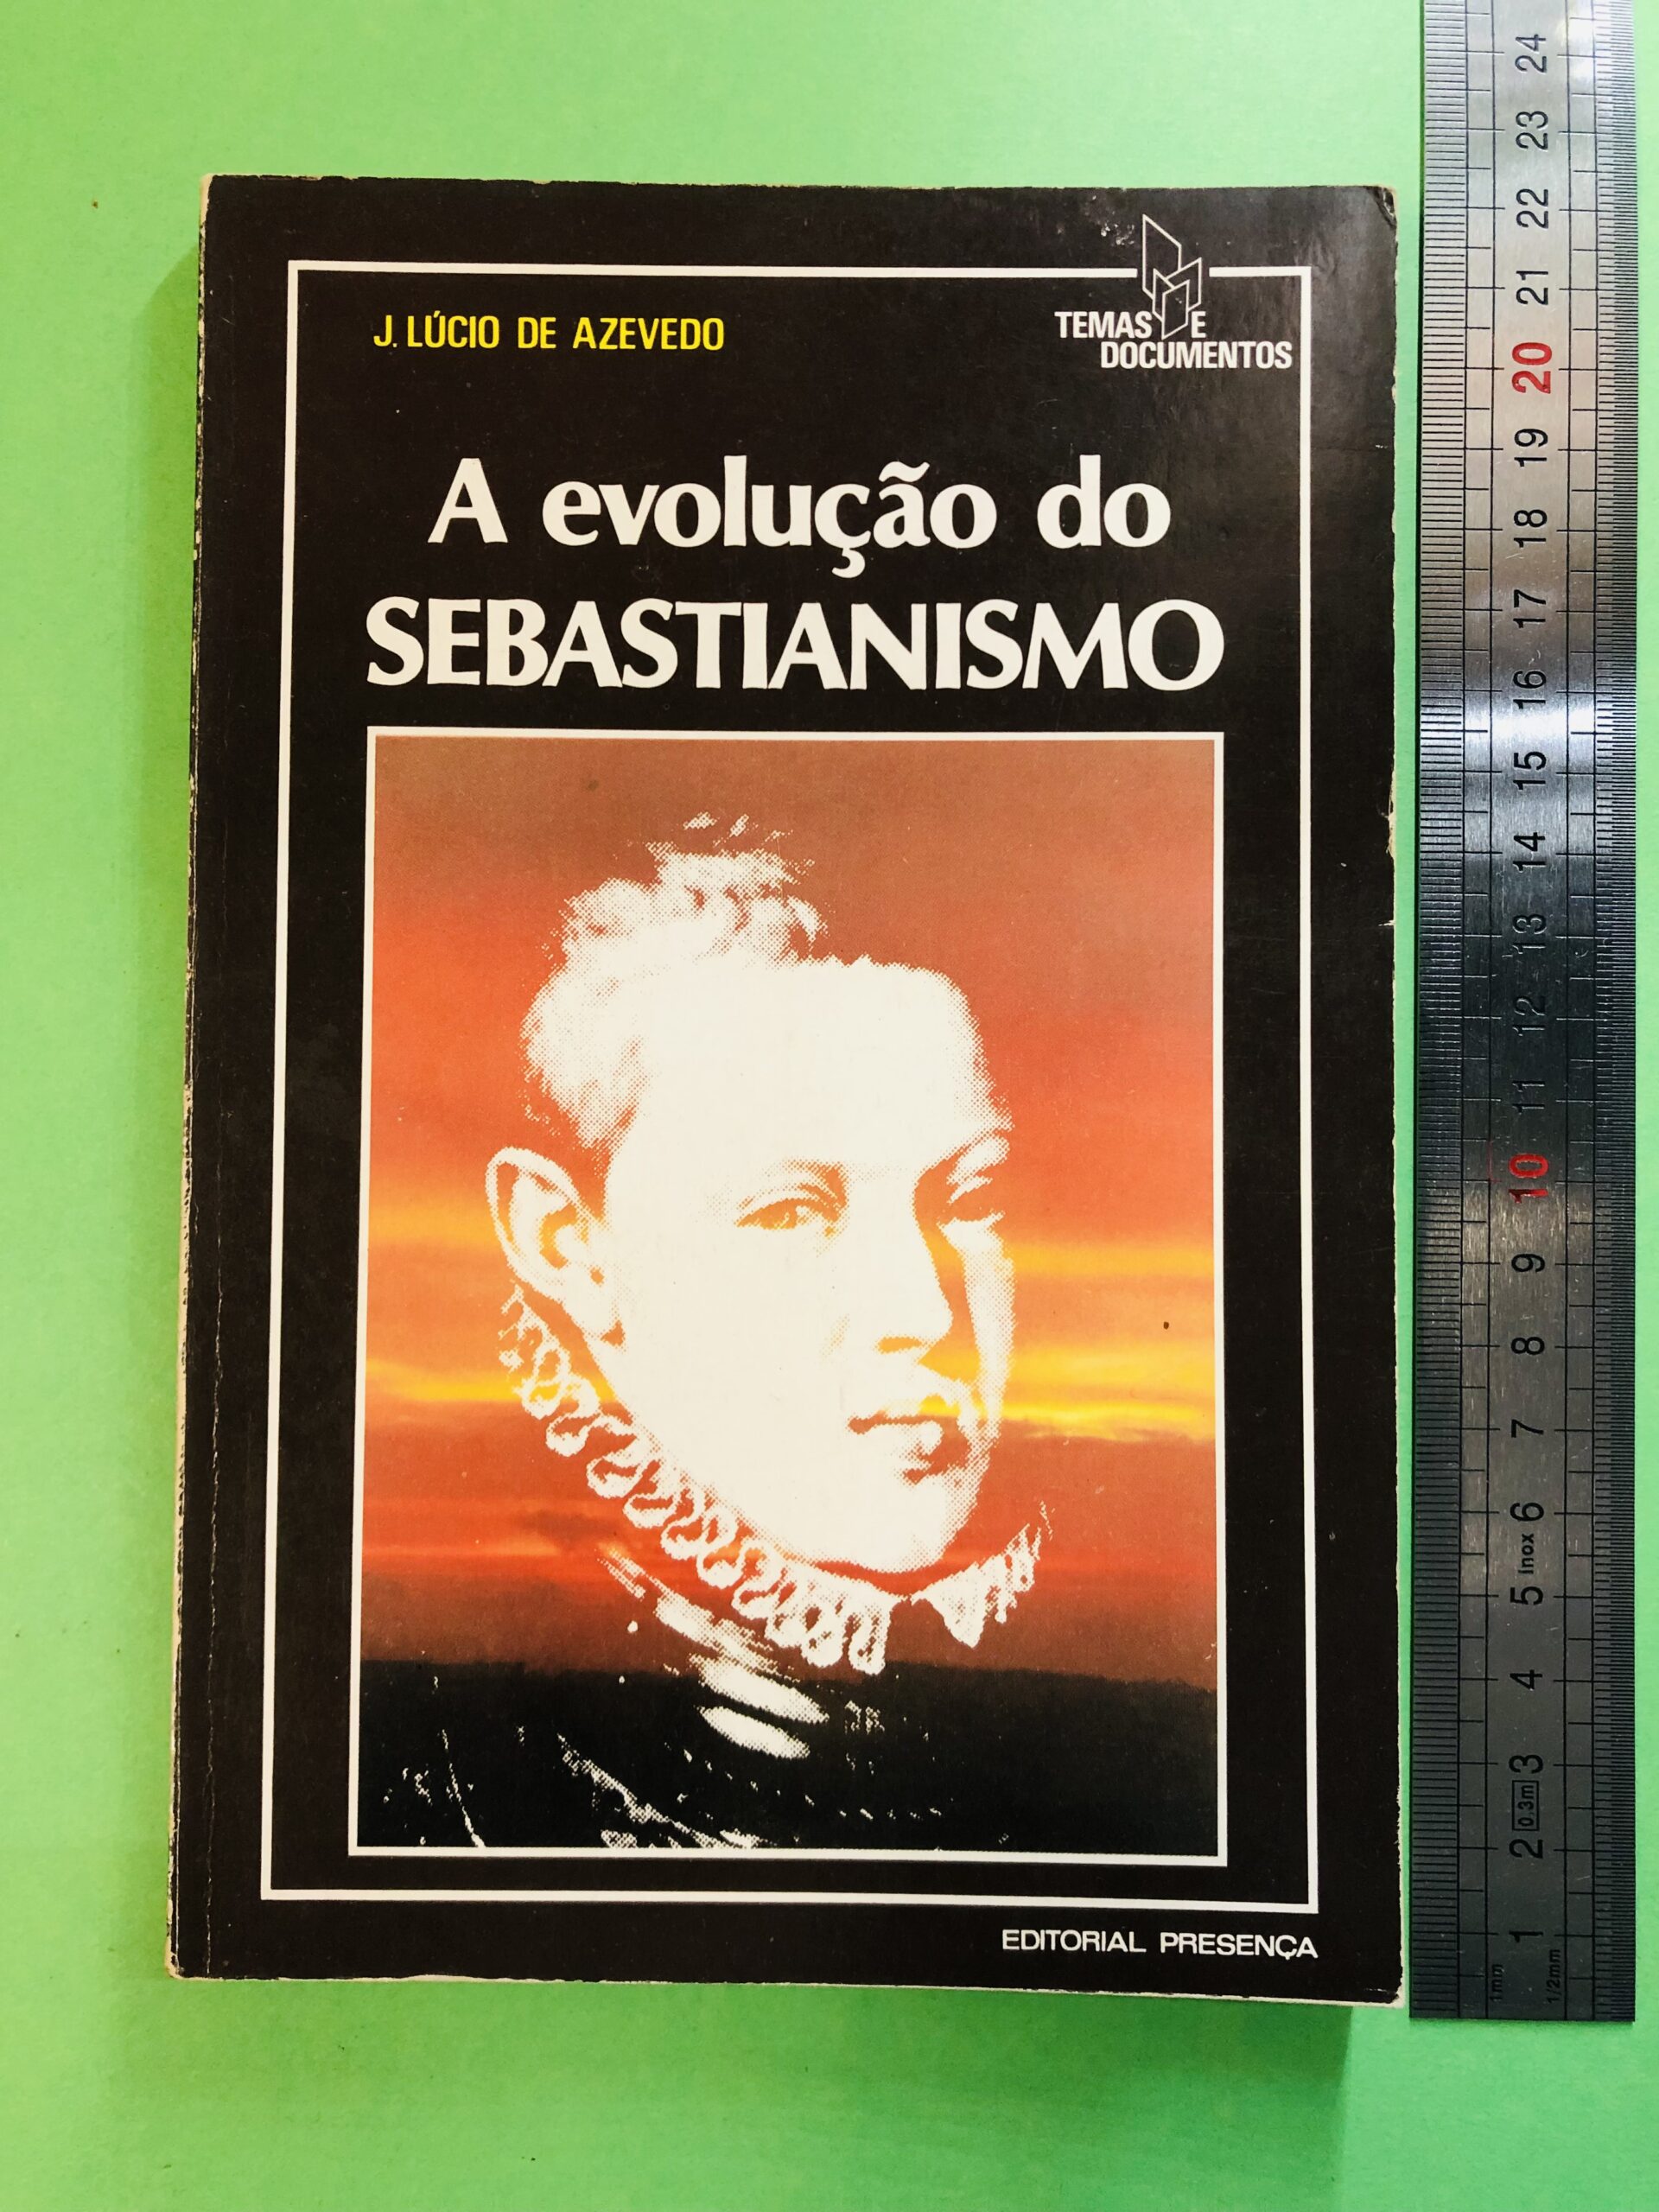 J. LÚCIO DE AZEVEDO
TEMAS E
DOCUMENTOS
A evolução do
SEBASTIANISMO
EDITORIAL PRESENÇA
24
23
22
21
20
19
18
17
16
15
14
13
12
11
10
9
8
7
6
inox
5
4
3
0.3m
2
1
1mm
1/2mm